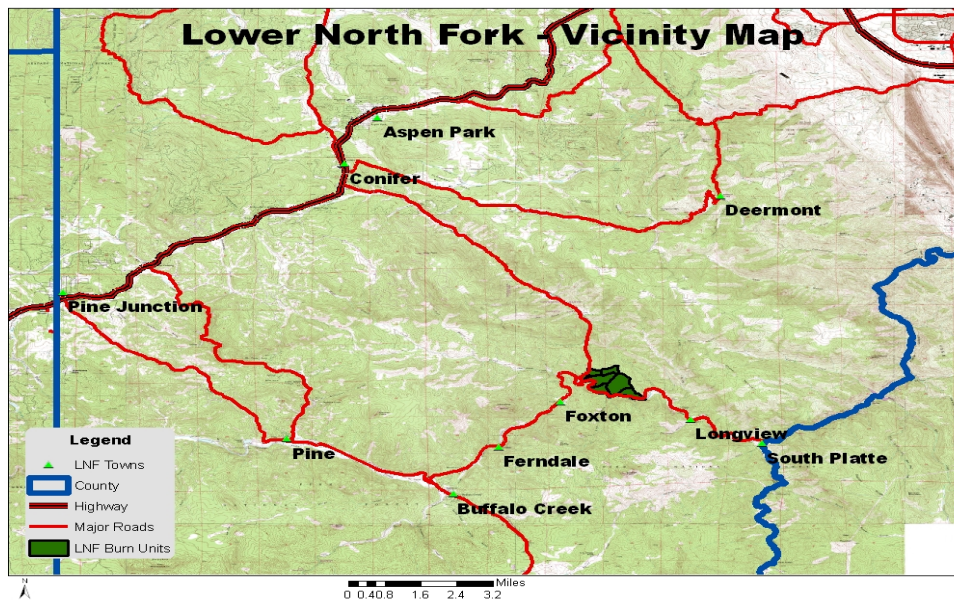 Lower North Fork - Vicinity Map
Aspen Park
Conifer
Deermont
Pine Junction
Foxton
Longview
South Platte
Pine
Ferndale
Buffalo Creek
Legend
LNF Towns
County
Highway
Major Roads
LNF Burn Units
N
Miles
0 0.40.8 1.6 2.4 3.2